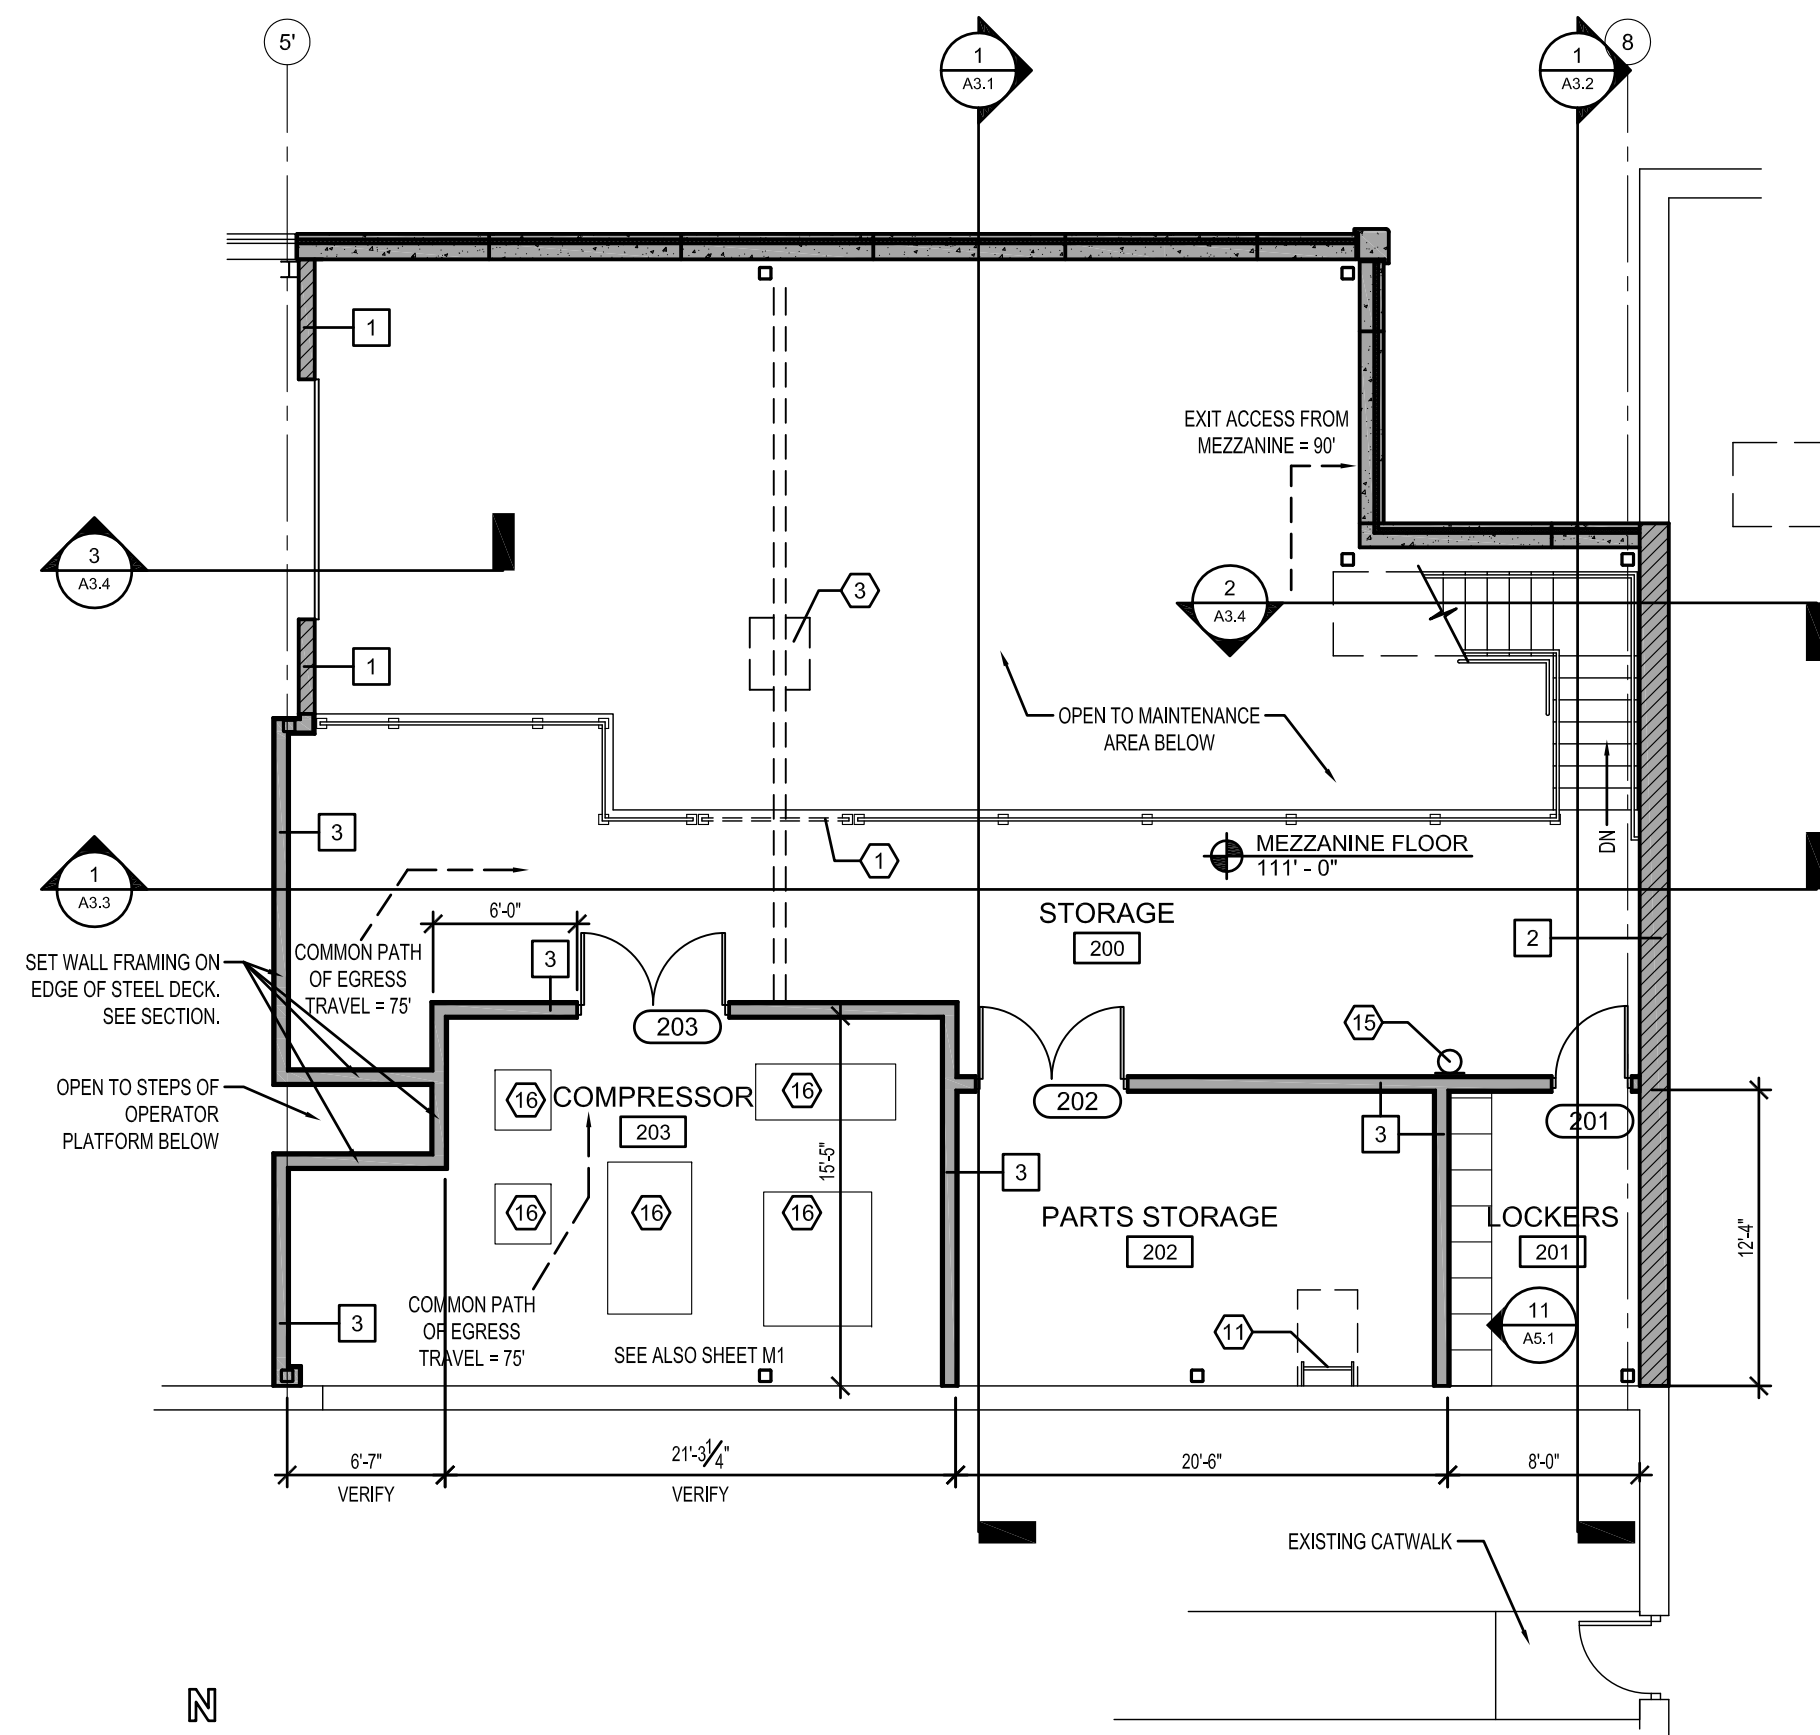 5'
1
A3.1
1
A3.2
8
1
EXIT ACCESS FROM
MEZZANINE = 90'
3
A3.4
3
2
A3.4
1
OPEN TO MAINTENANCE
AREA BELOW
3
MEZZANINE FLOOR
111' - 0"
DN
1
1
A3.3
6'-0"
STORAGE
200
2
COMMON PATH
OF EGRESS
TRAVEL = 75'
3
SET WALL FRAMING ON
EDGE OF STEEL DECK.
SEE SECTION.
203
15
OPEN TO STEPS OF
OPERATOR
PLATFORM BELOW
16
COMPRESSOR
203
16
202
201
3
15'-5"
3
16
16
16
PARTS STORAGE
202
LOCKERS
201
12'-4"
COMMON PATH
OF EGRESS
TRAVEL = 75'
3
11
11
A5.1
SEE ALSO SHEET M1
6'-7"
VERIFY
21'-3 1/4"
VERIFY
20'-6"
8'-0"
EXISTING CATWALK
N